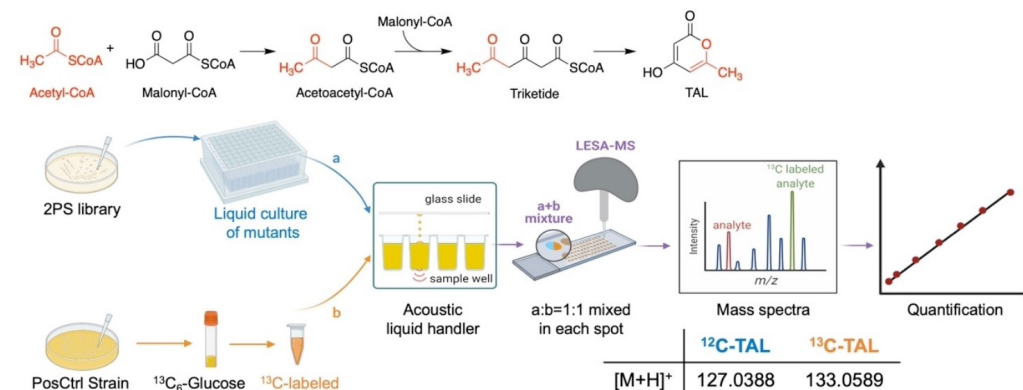 O
O
O
O
O
O
O
O
O
O
Malonyl-CoA
H₃C
SCoA
+
HO
SCoA
H₃C
SCoA
H₃C
SCoA
HO
CH₃
Acetyl-CoA
Malonyl-CoA
Acetoacetyl-CoA
Triketide
TAL
2PS library
a
Liquid culture
of mutants
glass slide
sample well
Acoustic
liquid handler
LESA-MS
a+b
mixture
a:b=1:1 mixed
in each spot
¹³C labeled
analyte
analyte
Intensity
m/z
Mass spectra
Quantification
b
PosCtrl Strain
¹³C₆-Glucose
¹³C-labeled
¹²C-TAL ¹³C-TAL
[M+H]⁺ 127.0388 133.0589